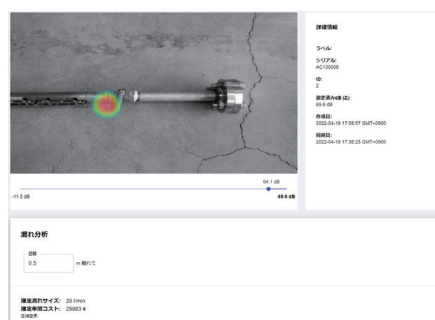 詳細情報
ラベル:
シリアル:
AC130008
ID:
2
測定済みdB (Z):
69.6 dB
作成日:
2022-04-19 17:09:57 GMT+0900
同期日:
2022-04-19 17:38:25 GMT+0900
64.1 dB
-11.5 dB
69.6 dB
漏れ分析
距離
0.5
m 離れて
推定漏れサイズ: 20 l/min
推定年間コスト: 29983 ¥